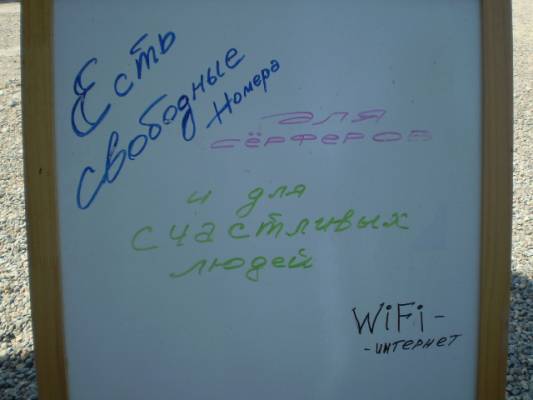 Есть
свободные
Номера
для
сёрферов
и для
счастливых
людей
WiFi -
- интернет